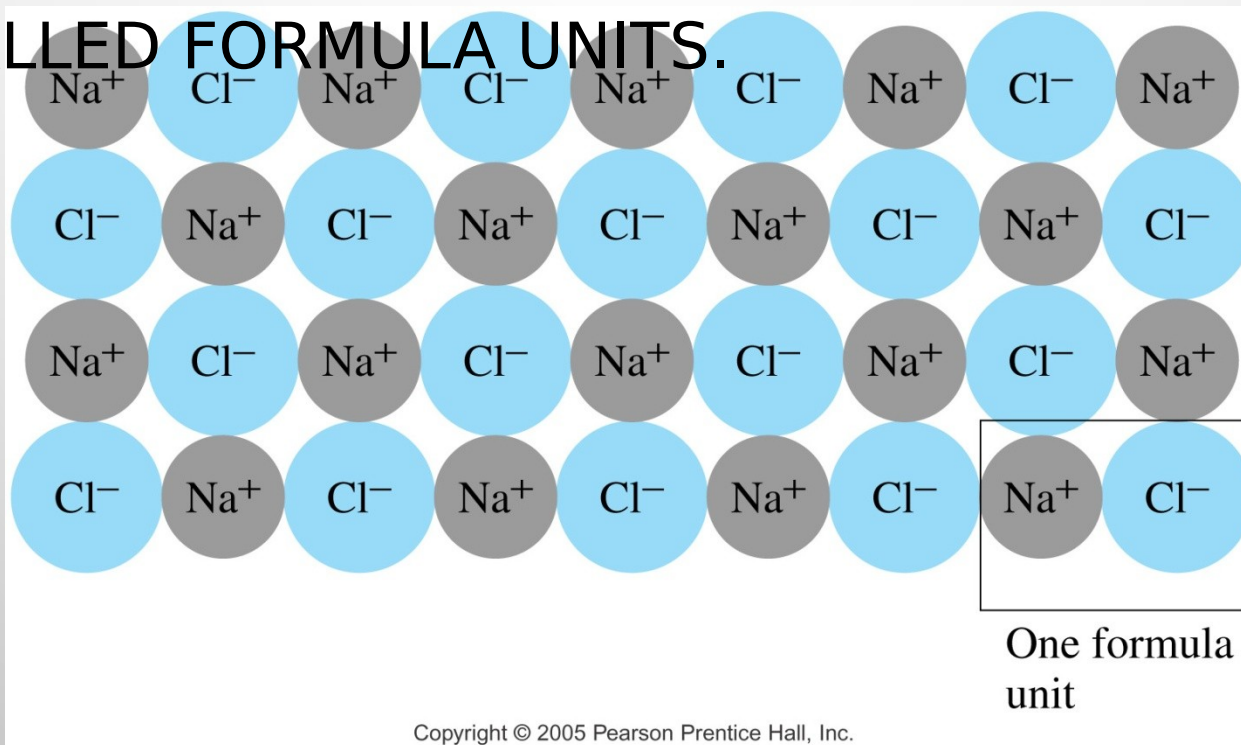 LLED FORMULA UNITS.
Na+ Cl− Na+ Cl− Na+ Cl− Na+ Cl− Na+
Cl− Na+ Cl− Na+ Cl− Na+ Cl− Na+ Cl−
Na+ Cl− Na+ Cl− Na+ Cl− Na+ Cl− Na+
Cl− Na+ Cl− Na+ Cl− Na+ Cl− Na+ Cl−
One formula
unit
Copyright © 2005 Pearson Prentice Hall, Inc.